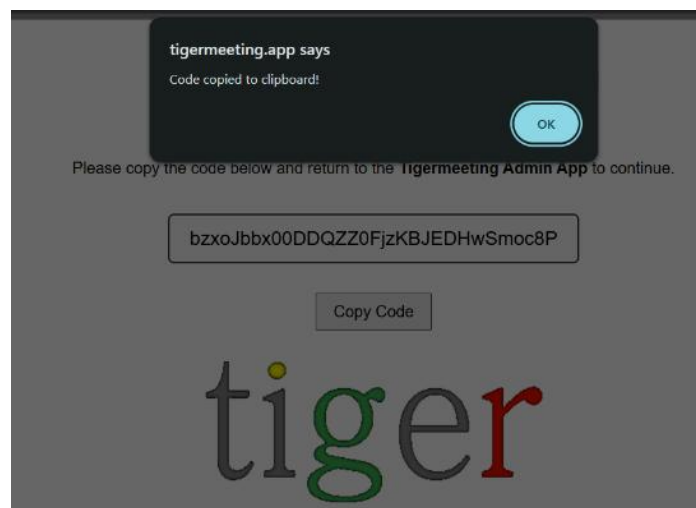 tigermeeting.app says
Code copied to clipboard!
OK
Please copy the code below and return to the Tigermeeting Admin App to continue.
bzxoJbbx00DDQZZ0FjzKBJEDHwSmoc8P
Copy Code
tiger